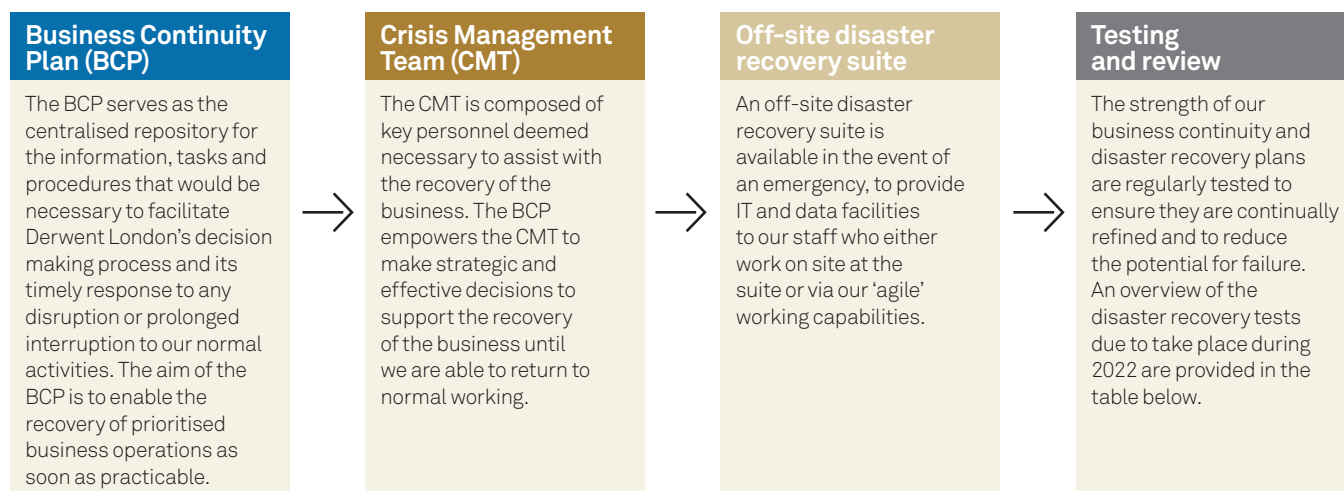 Business Continuity
Plan (BCP)
The BCP serves as the
centralised repository for
the information, tasks and
procedures that would be
necessary to facilitate
Derwent London's decision
making process and its
timely response to any
disruption or prolonged
interruption to our normal
activities. The aim of the
BCP is to enable the
recovery of prioritised
business operations as
soon as practicable.
Crisis Management
Team (CMT)
The CMT is composed of
key personnel deemed
necessary to assist with
the recovery of the
business. The BCP
empowers the CMT to
make strategic and
effective decisions to
support the recovery
of the business until
we are able to return to
normal working.
Off-site disaster
recovery suite
An off-site disaster
recovery suite is
available in the event of
an emergency, to provide
IT and data facilities
to our staff who either
work on site at the
suite or via our ‘agile’
working capabilities.
Testing
and review
The strength of our
business continuity and
disaster recovery plans
are regularly tested to
ensure they are continually
refined and to reduce
the potential for failure.
An overview of the
disaster recovery tests
due to take place during
2022 are provided in the
table below.